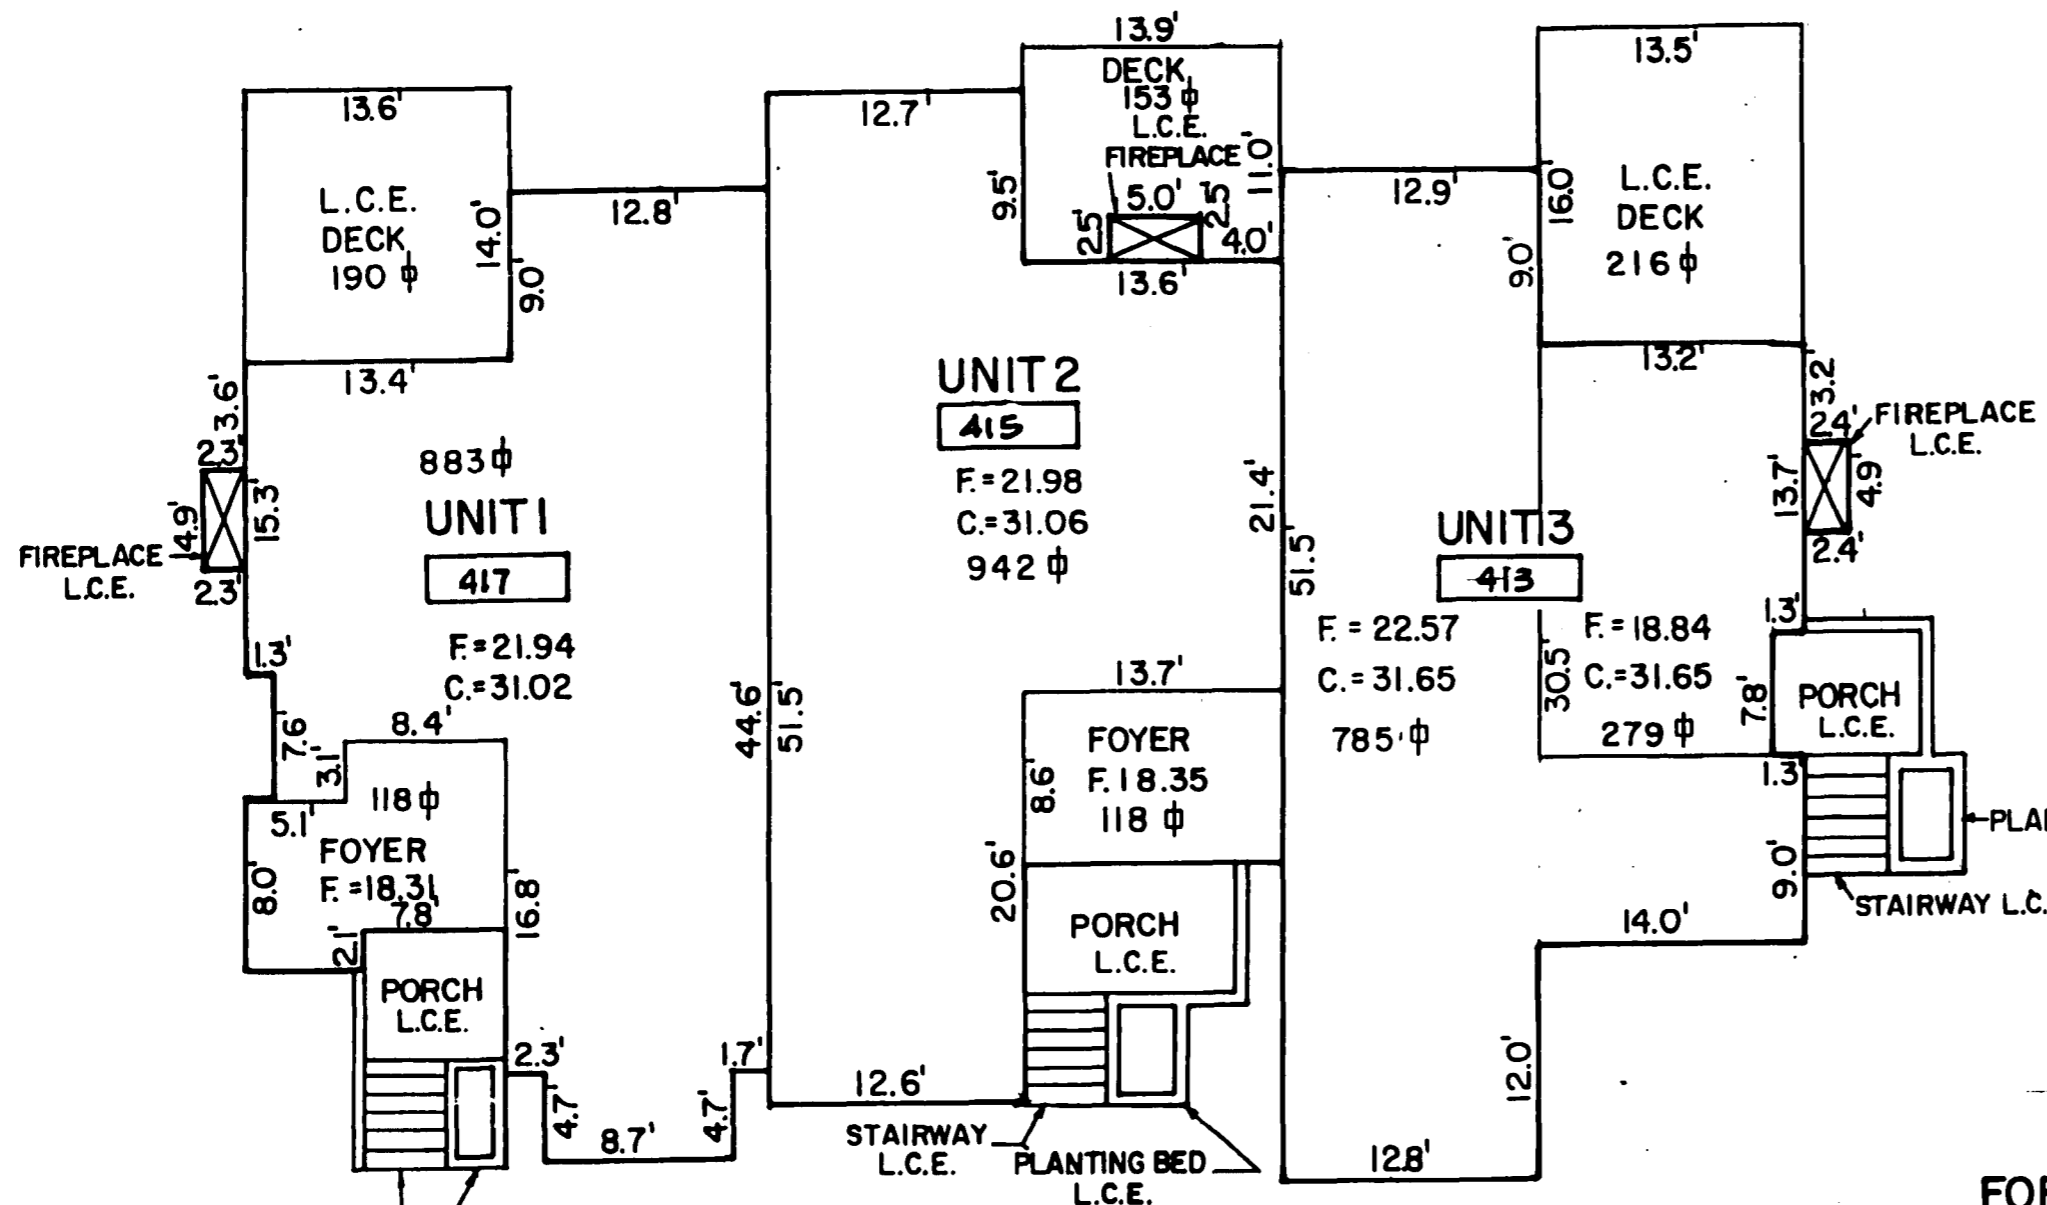 13.6'
L.C.E.
DECK
190 ⌽
14.0'
9.0'
13.4'
12.8'
3.6'
2.3'
4.9'
15.3'
2.3'
FIREPLACE
L.C.E.
883 ⌽
UNIT 1
417
F.=21.94
C.=31.02
1.3'
7.6'
3.1'
8.4'
5.1'
118 ⌽
FOYER
F.=18.31
7.8'
8.0'
2.1'
16.8'
PORCH
L.C.E.
2.3'
4.7'
8.7'
4.7'
1.7'
44.6'
51.5'
12.7'
13.9'
DECK
153 ⌽
L.C.E.
FIREPLACE
5.0'
2.5'
2.5'
4.0'
9.5'
11.0'
13.6'
UNIT 2
415
F.=21.98
C.=31.06
942 ⌽
21.4'
51.5'
13.7'
FOYER
F.18.35
118 ⌽
8.6'
20.6'
PORCH
L.C.E.
12.6'
STAIRWAY
L.C.E.
PLANTING BED
L.C.E.
12.9'
13.5'
16.0'
9.0'
L.C.E.
DECK
216 ⌽
13.2'
3.2'
2.4'
13.7'
4.9'
2.4'
FIREPLACE
L.C.E.
UNIT 3
413
F.=22.57
C.=31.65
785 ⌽
30.5'
F.=18.84
C.=31.65
279 ⌽
1.3'
7.8'
PORCH
L.C.E.
1.3'
9.0'
STAIRWAY L.C.
14.0'
12.0'
12.8'